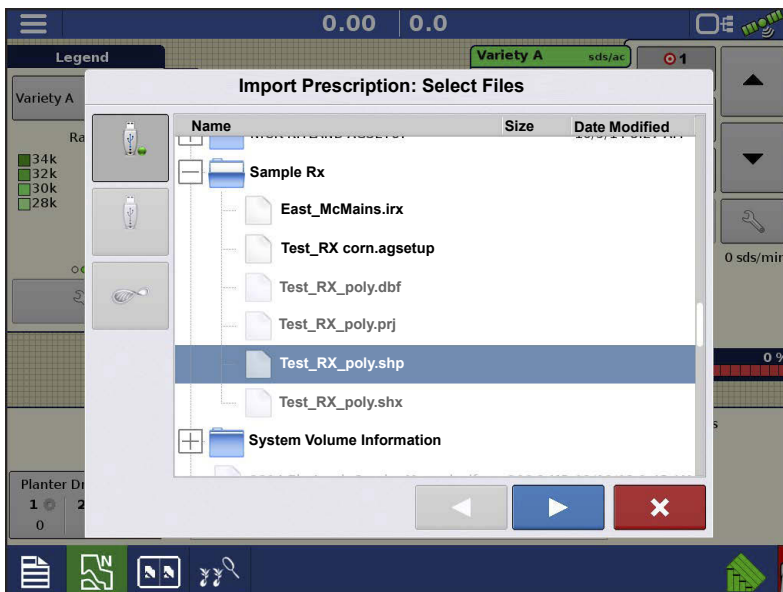 0.00 0.0
Legend
Variety A sds/ac 1
Import Prescription: Select Files
Variety A
Name Size Date Modified
Ra
34k
32k
30k
28k
Sample Rx
East_McMains.irx
Test_RX corn.agsetup
Test_RX_poly.dbf
Test_RX_poly.prj
Test_RX_poly.shp
Test_RX_poly.shx
System Volume Information
0 sds/min
0 %
s
Planter Dr
1 2
0
N